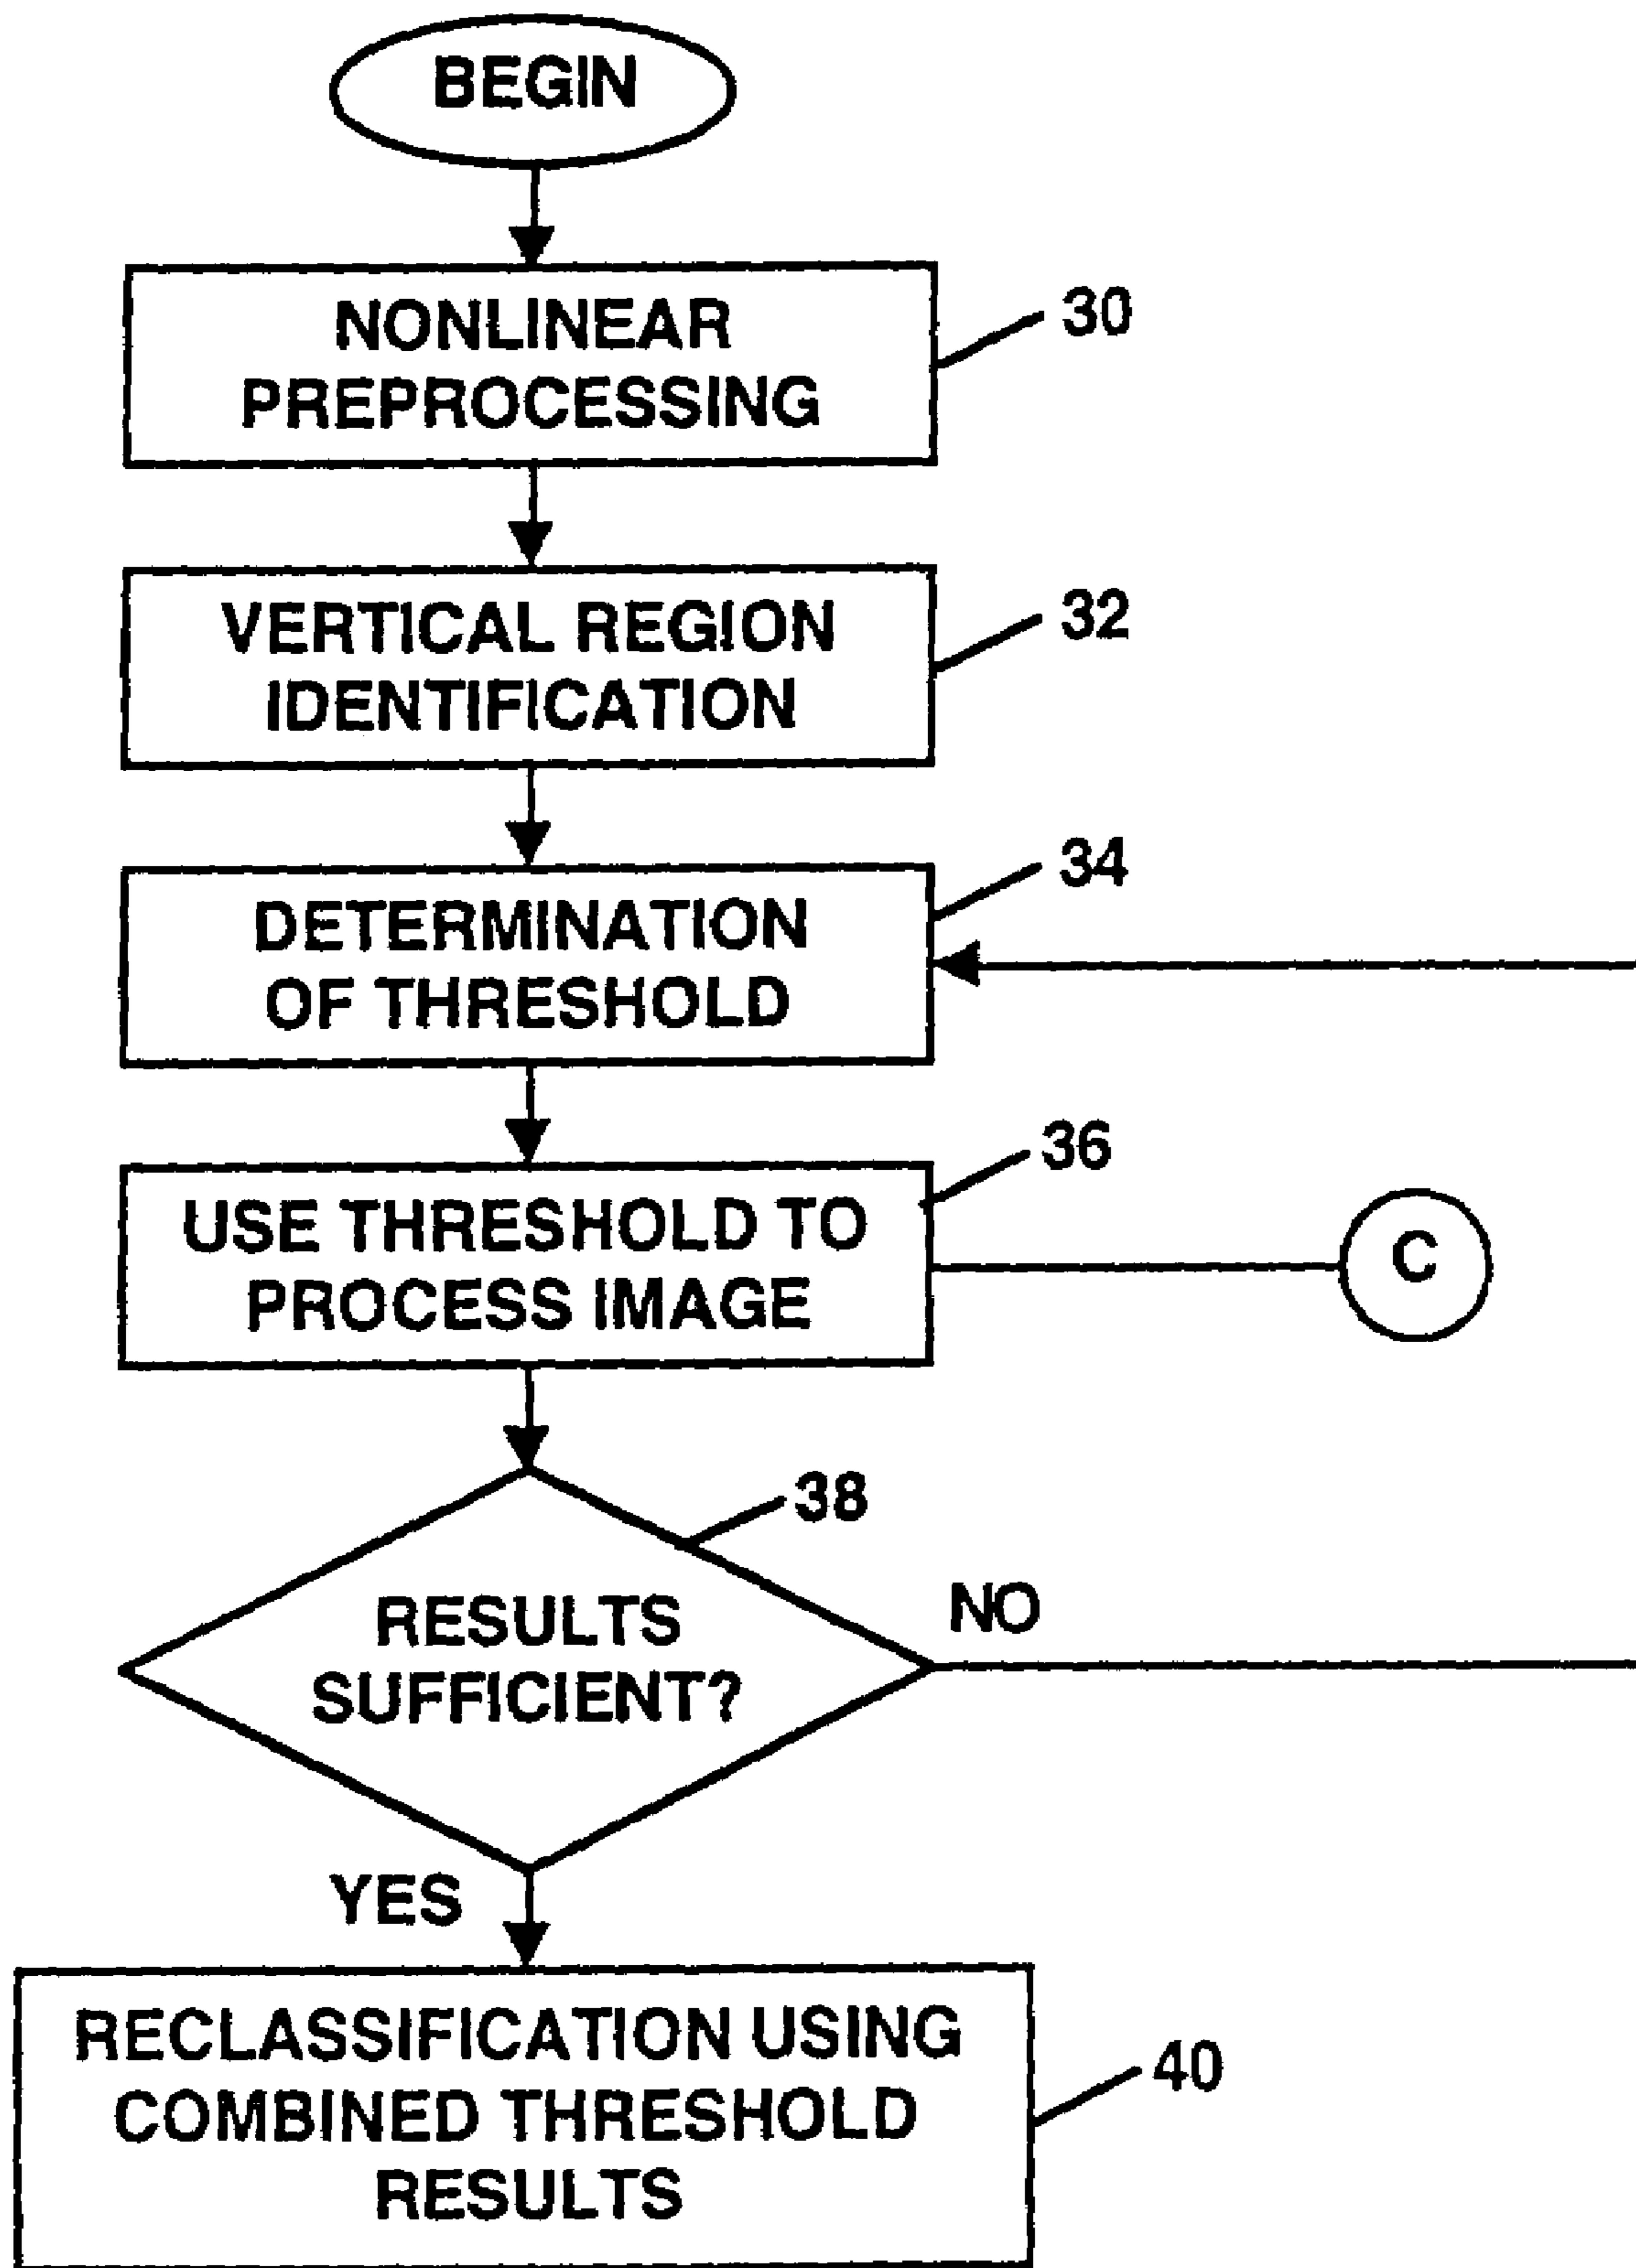 BEGIN
NONLINEAR
PREPROCESSING
30
VERTICAL REGION
IDENTIFICATION
32
DETERMINATION
OF THRESHOLD
34
USE THRESHOLD TO
PROCESS IMAGE
36
C
38
RESULTS
SUFFICIENT?
NO
YES
RECLASSIFICATION USING
COMBINED THRESHOLD
RESULTS
40